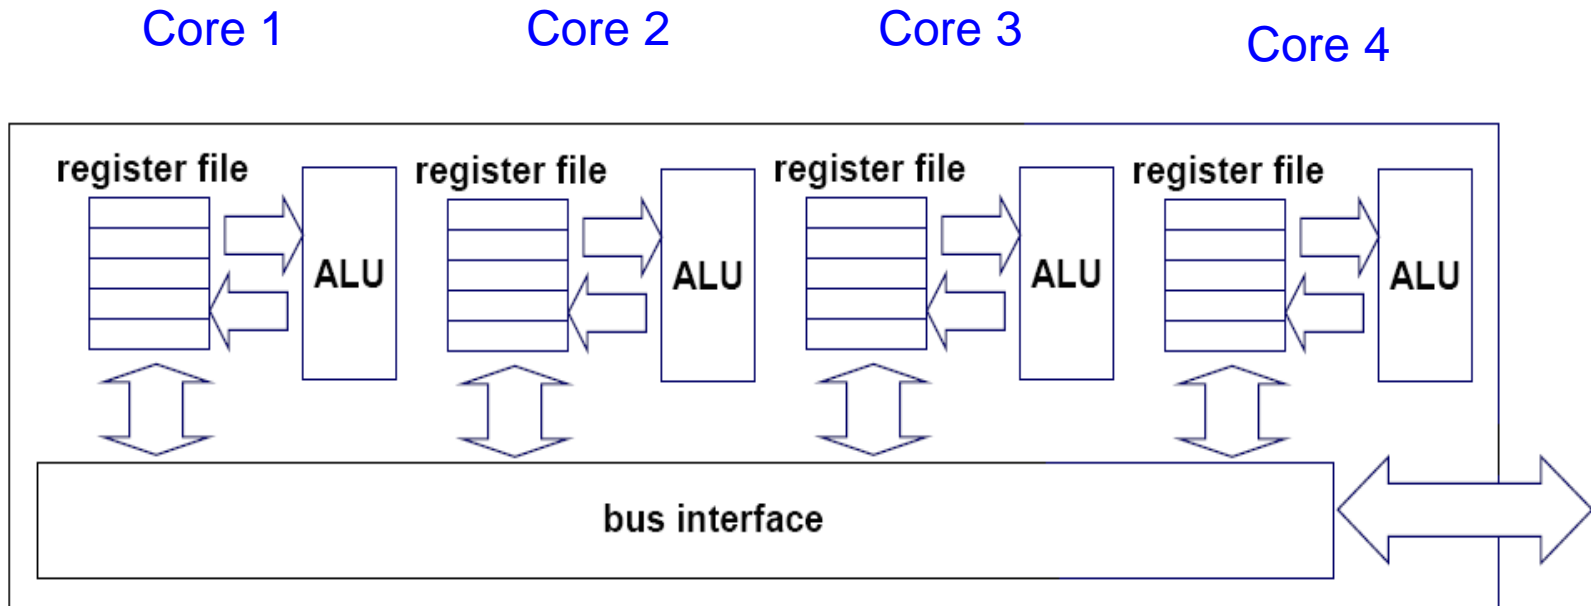 Core 1
Core 2
Core 3
Core 4
register file
register file
register file
register file
ALU
ALU
ALU
ALU
bus interface